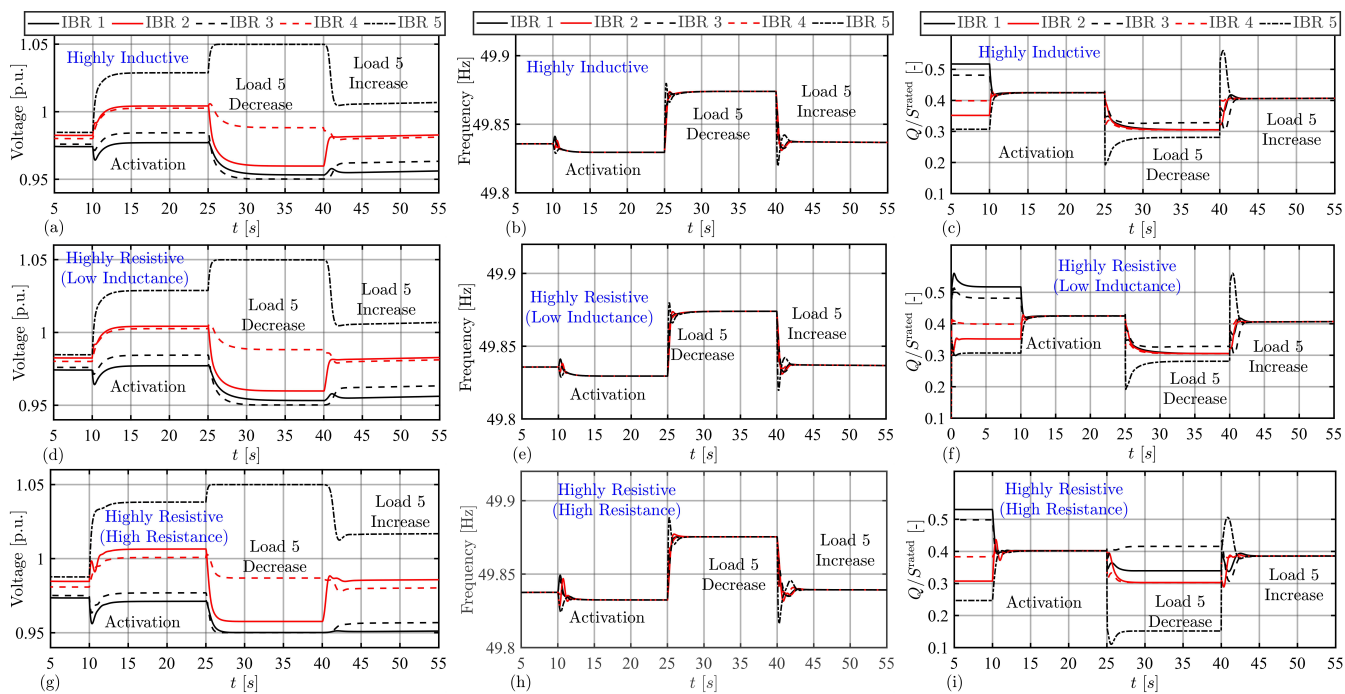 IBR 1 IBR 2 IBR 3 IBR 4 IBR 5
Voltage [p.u.]
1.05
1
0.95
Highly Inductive
Activation
Load 5
Decrease
Load 5
Increase
5 10 15 20 25 30 35 40 45 50 55
(a)
t [s]
IBR 1 IBR 2 IBR 3 IBR 4 IBR 5
Frequency [Hz]
49.9
49.85
49.8
Highly Inductive
Activation
Load 5
Decrease
Load 5
Increase
5 10 15 20 25 30 35 40 45 50 55
(b)
t [s]
IBR 1 IBR 2 IBR 3 IBR 4 IBR 5
Q/S^rated [-]
0.5
0.4
0.3
0.2
0.1
Highly Inductive
Activation
Load 5
Decrease
Load 5
Increase
5 10 15 20 25 30 35 40 45 50 55
(c)
t [s]
Voltage [p.u.]
1.05
1
0.95
Highly Resistive
(Low Inductance)
Activation
Load 5
Decrease
Load 5
Increase
5 10 15 20 25 30 35 40 45 50 55
(d)
t [s]
Frequency [Hz]
49.9
49.85
49.8
Highly Resistive
(Low Inductance)
Activation
Load 5
Decrease
Load 5
Increase
5 10 15 20 25 30 35 40 45 50 55
(e)
t [s]
Q/S^rated [-]
0.5
0.4
0.3
0.2
0.1
Highly Resistive
(Low Inductance)
Activation
Load 5
Decrease
Load 5
Increase
0 5 10 15 20 25 30 35 40 45 50 55
(f)
t [s]
Voltage [p.u.]
1.05
1
0.95
Highly Resistive
(High Resistance)
Activation
Load 5
Decrease
Load 5
Increase
5 10 15 20 25 30 35 40 45 50 55
(g)
t [s]
Frequency [Hz]
49.9
49.85
49.8
Highly Resistive
(High Resistance)
Activation
Load 5
Decrease
Load 5
Increase
5 10 15 20 25 30 35 40 45 50 55
(h)
t [s]
Q/S^rated [-]
0.5
0.4
0.3
0.2
0.1
Highly Resistive
(High Resistance)
Activation
Load 5
Decrease
Load 5
Increase
5 10 15 20 25 30 35 40 45 50 55
(i)
t [s]